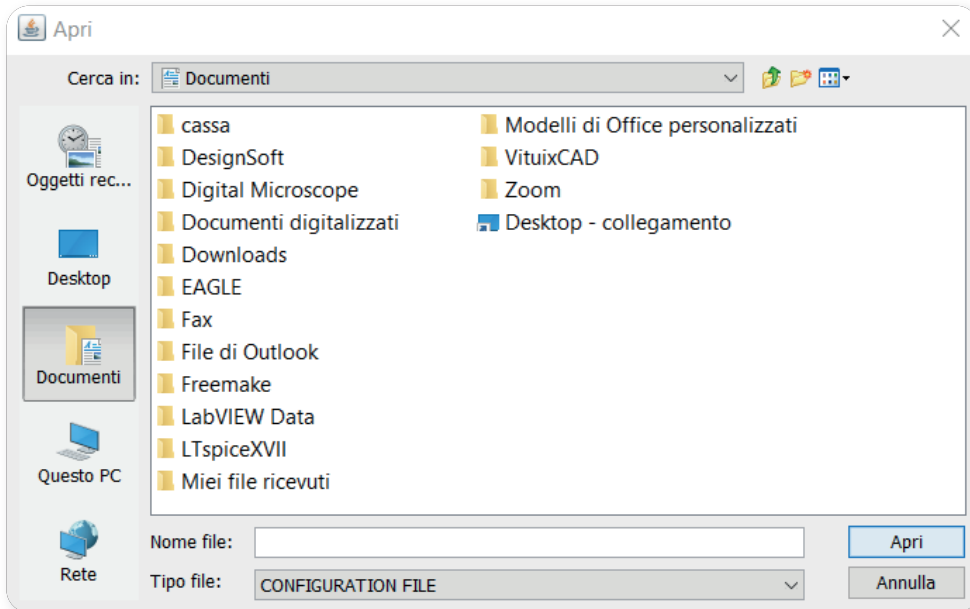 Apri
Cerca in: Documenti
Oggetti rec...
Desktop
Documenti
Questo PC
Rete
cassa
DesignSoft
Digital Microscope
Documenti digitalizzati
Downloads
EAGLE
Fax
File di Outlook
Freemake
LabVIEW Data
LTspiceXVII
Miei file ricevuti
Modelli di Office personalizzati
VituixCAD
Zoom
Desktop - collegamento
Nome file:
Apri
Tipo file: CONFIGURATION FILE
Annulla